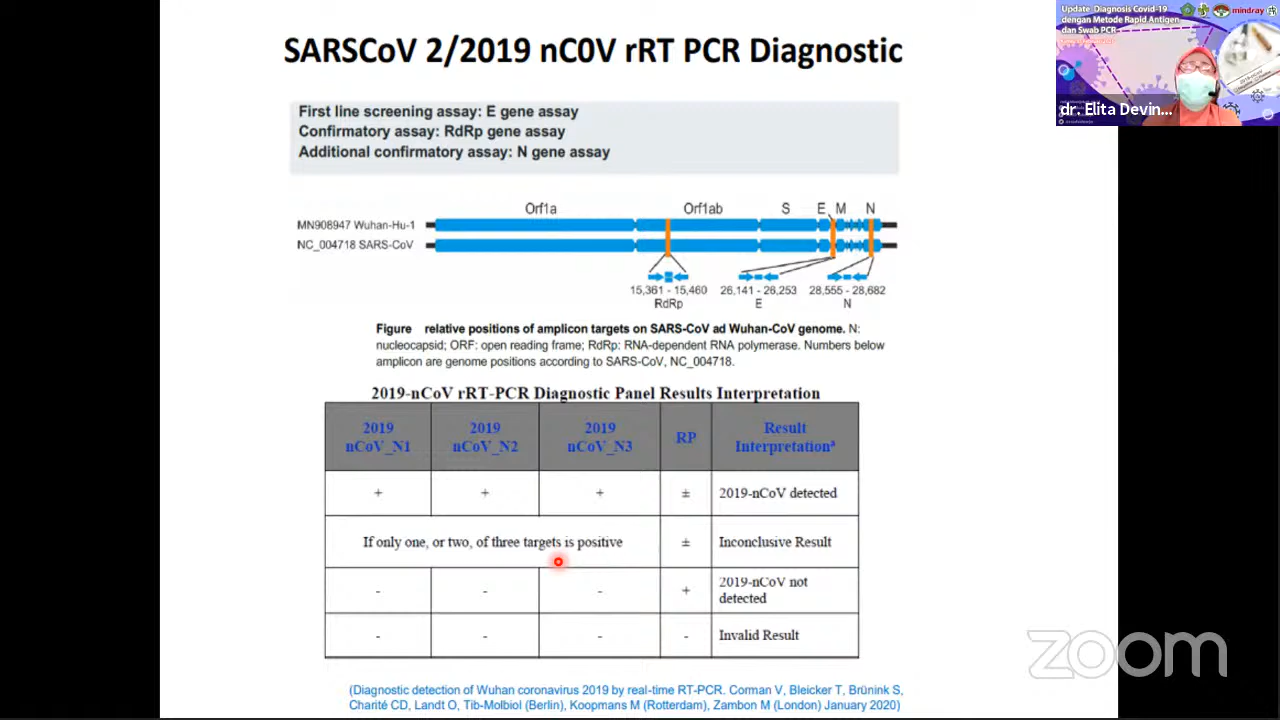 SARSCoV 2/2019 nC0V rRT PCR Diagnostic
First line screening assay: E gene assay
Confirmatory assay: RdRp gene assay
Additional confirmatory assay: N gene assay
Orf1a Orf1ab S E M N
MN908947 Wuhan-Hu-1
NC_004718 SARS-CoV
15,361 - 15,460 26,141 - 26,253 28,555 - 28,682
RdRp E N
Figure relative positions of amplicon targets on SARS-CoV ad Wuhan-CoV genome. N:
nucleocapsid; ORF: open reading frame; RdRp: RNA-dependent RNA polymerase. Numbers below
amplicon are genome positions according to SARS-CoV, NC_004718.
2019-nCoV rRT-PCR Diagnostic Panel Results Interpretation
2019 nCoV_N1 2019 nCoV_N2 2019 nCoV_N3 RP Result Interpretationᵃ
+ + + ± 2019-nCoV detected
If only one, or two, of three targets is positive ± Inconclusive Result
- - - + 2019-nCoV not detected
- - - - Invalid Result
(Diagnostic detection of Wuhan coronavirus 2019 by real-time RT-PCR. Corman V, Bleicker T, Brünink S,
Charité CD, Landt O, Tib-Molbiol (Berlin), Koopmans M (Rotterdam), Zambon M (London) January 2020)
Update Diagnosis Covid-19
dengan Metode Rapid Antigen
dan Swab PCR
mindray
dr. Elita Devin...
zoom